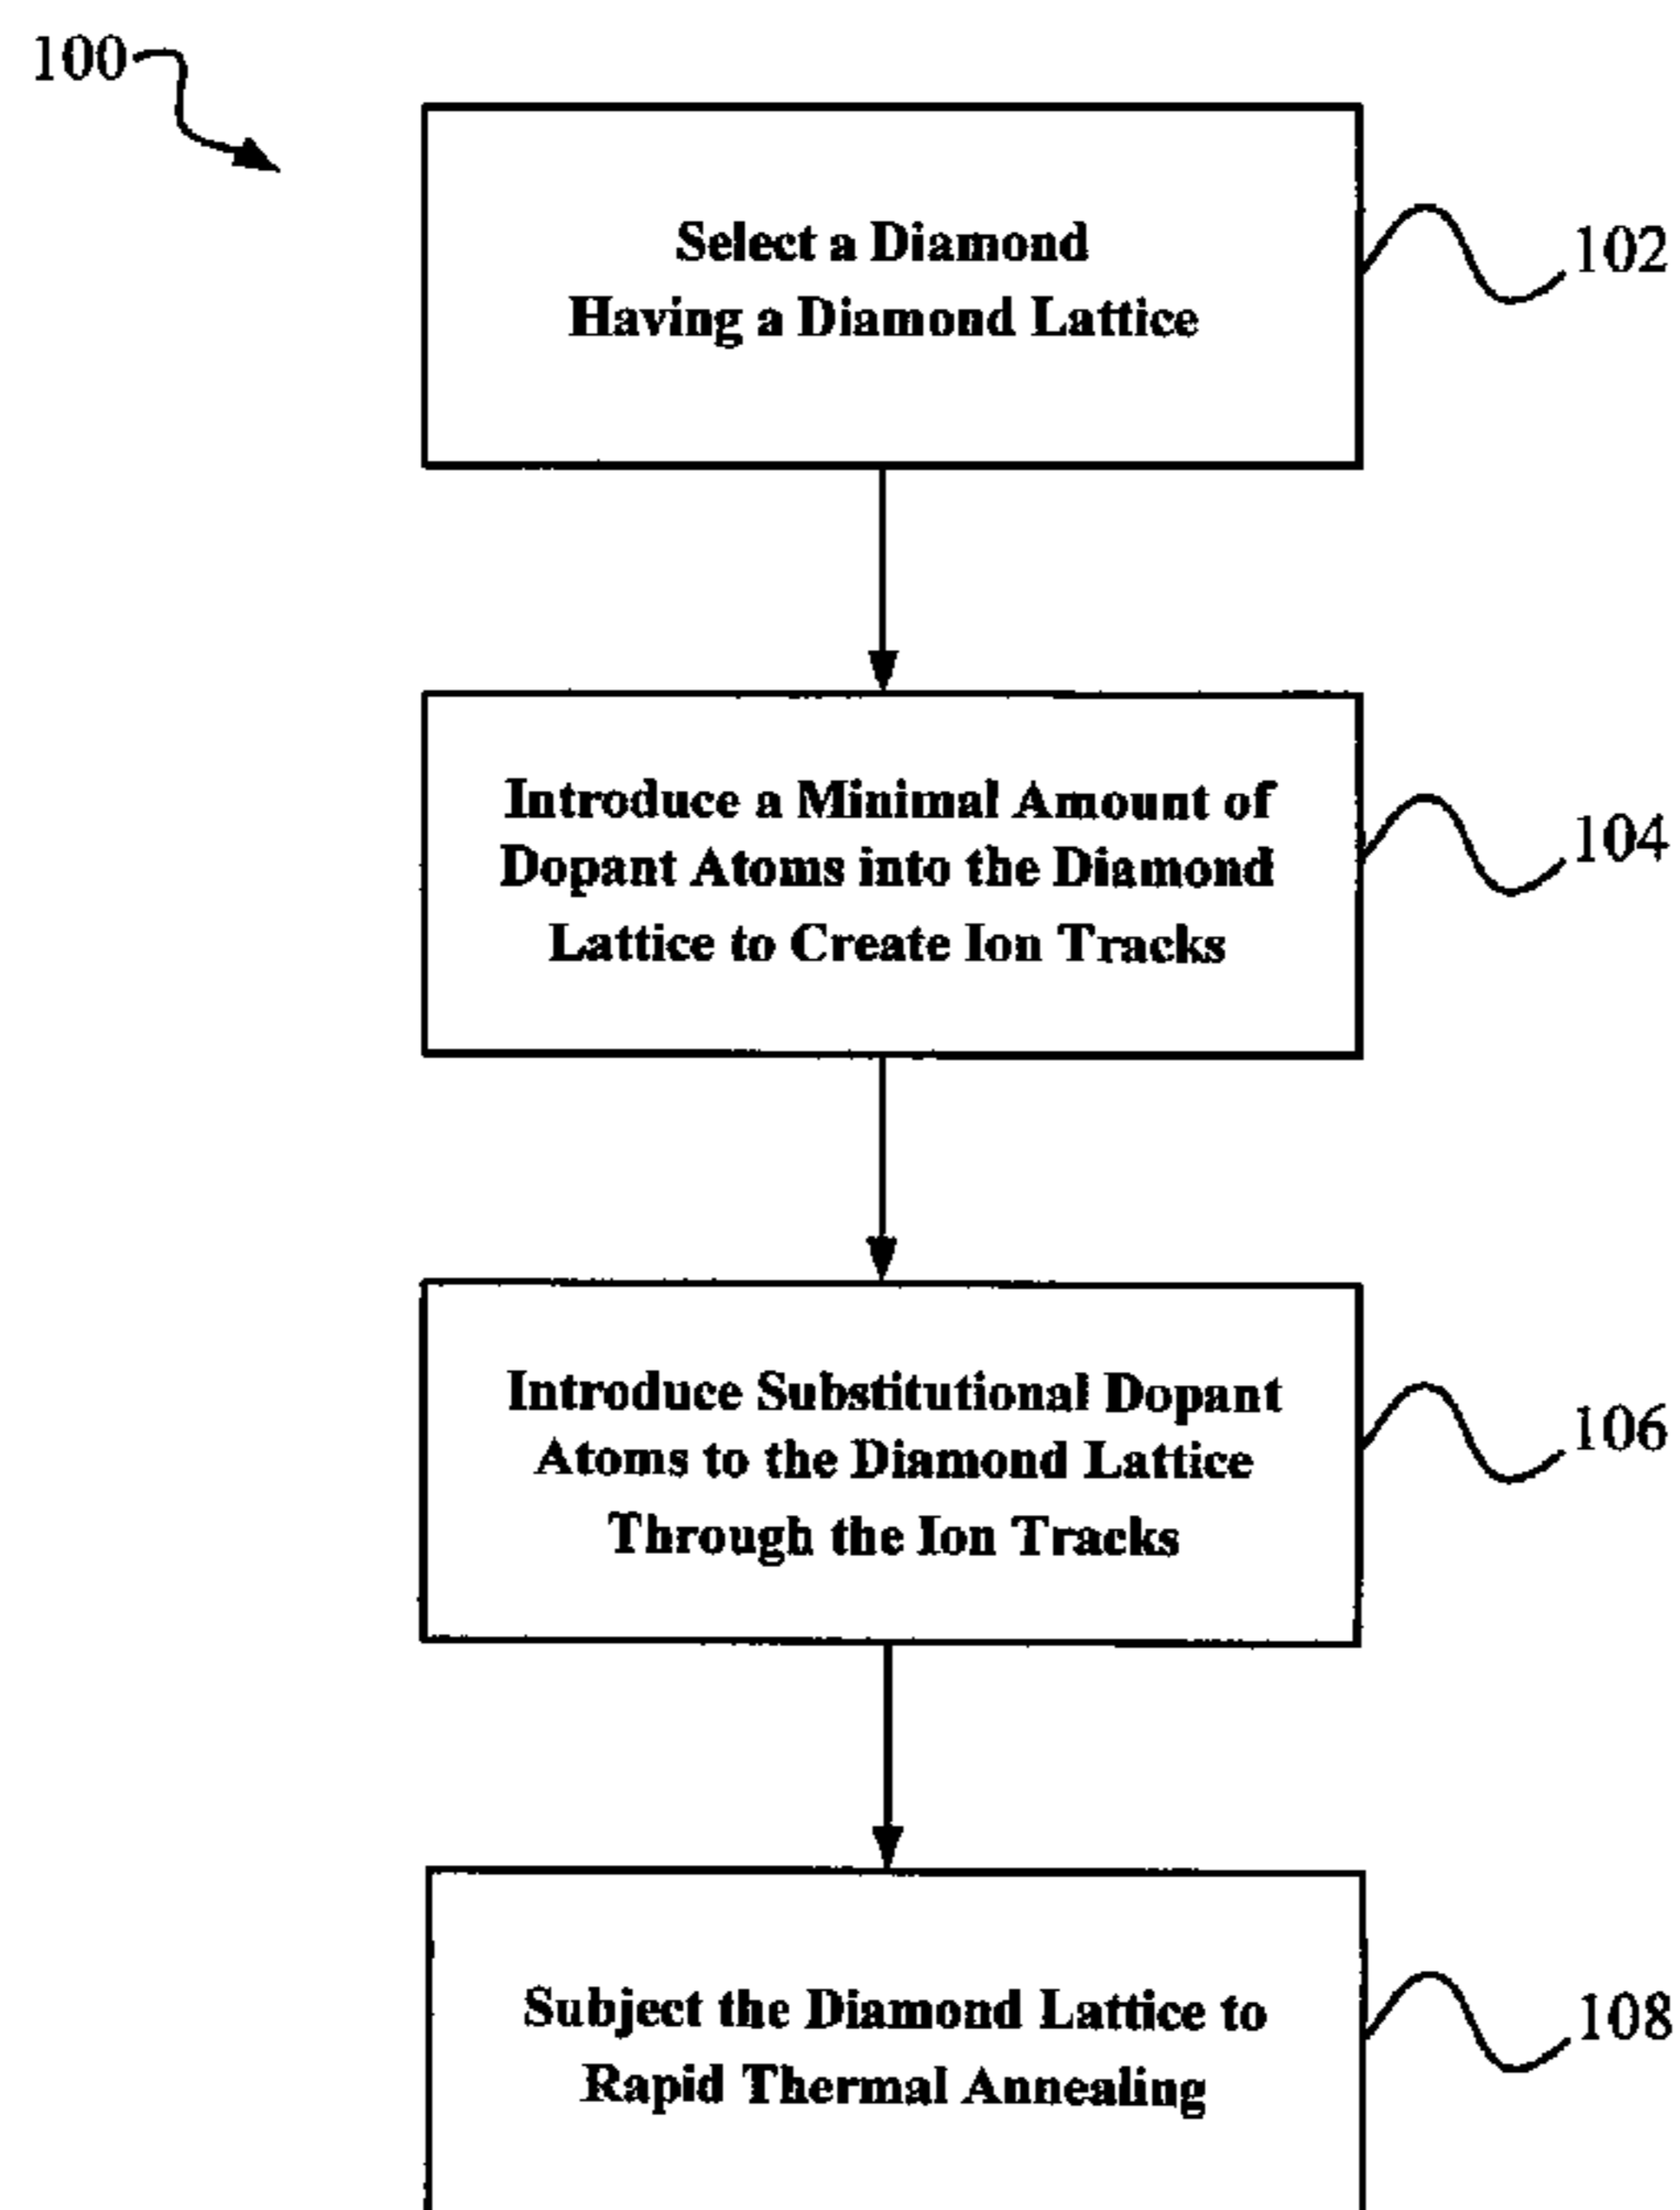 100
Select a Diamond
Having a Diamond Lattice
102
Introduce a Minimal Amount of
Dopant Atoms into the Diamond
Lattice to Create Ion Tracks
104
Introduce Substitutional Dopant
Atoms to the Diamond Lattice
Through the Ion Tracks
106
Subject the Diamond Lattice to
Rapid Thermal Annealing
108